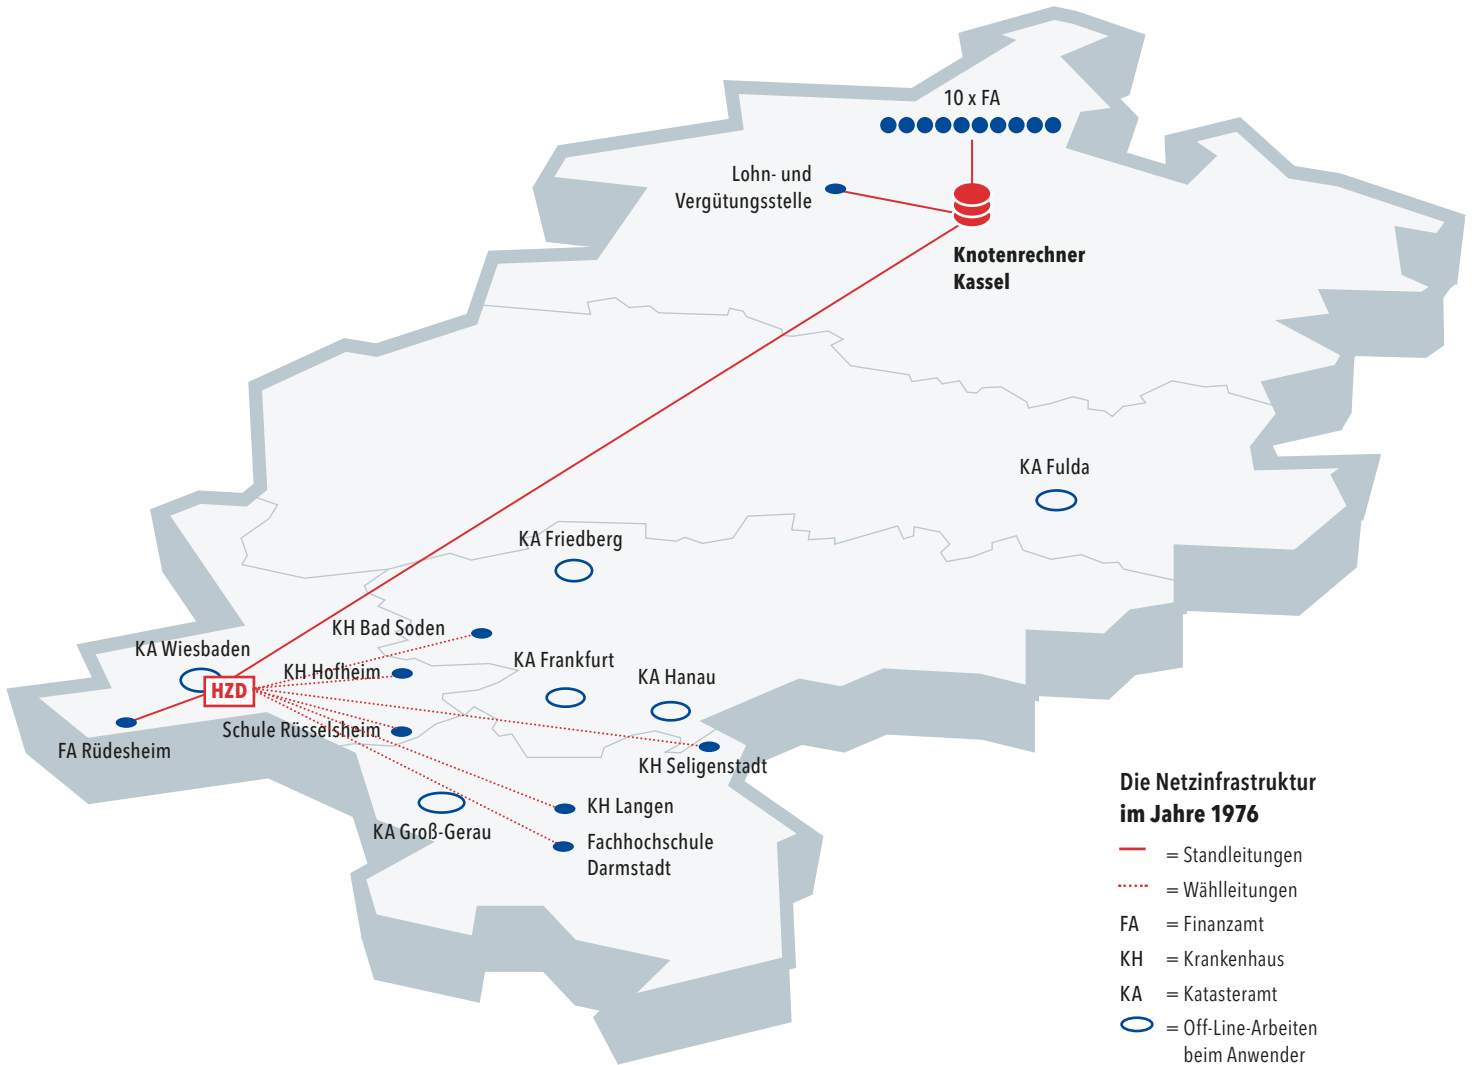 10 x FA
Lohn- und
Vergütungsstelle
Knotenrechner
Kassel
KA Fulda
KA Friedberg
KH Bad Soden
KA Wiesbaden
KA Frankfurt
KH Hofheim
KA Hanau
HZD
Schule Rüsselsheim
FA Rüdesheim
KH Seligenstadt
KH Langen
KA Groß-Gerau
Fachhochschule
Darmstadt
Die Netzinfrastruktur
im Jahre 1976
= Standleitungen
= Wählleitungen
FA = Finanzamt
KH = Krankenhaus
KA = Katasteramt
= Off-Line-Arbeiten
beim Anwender